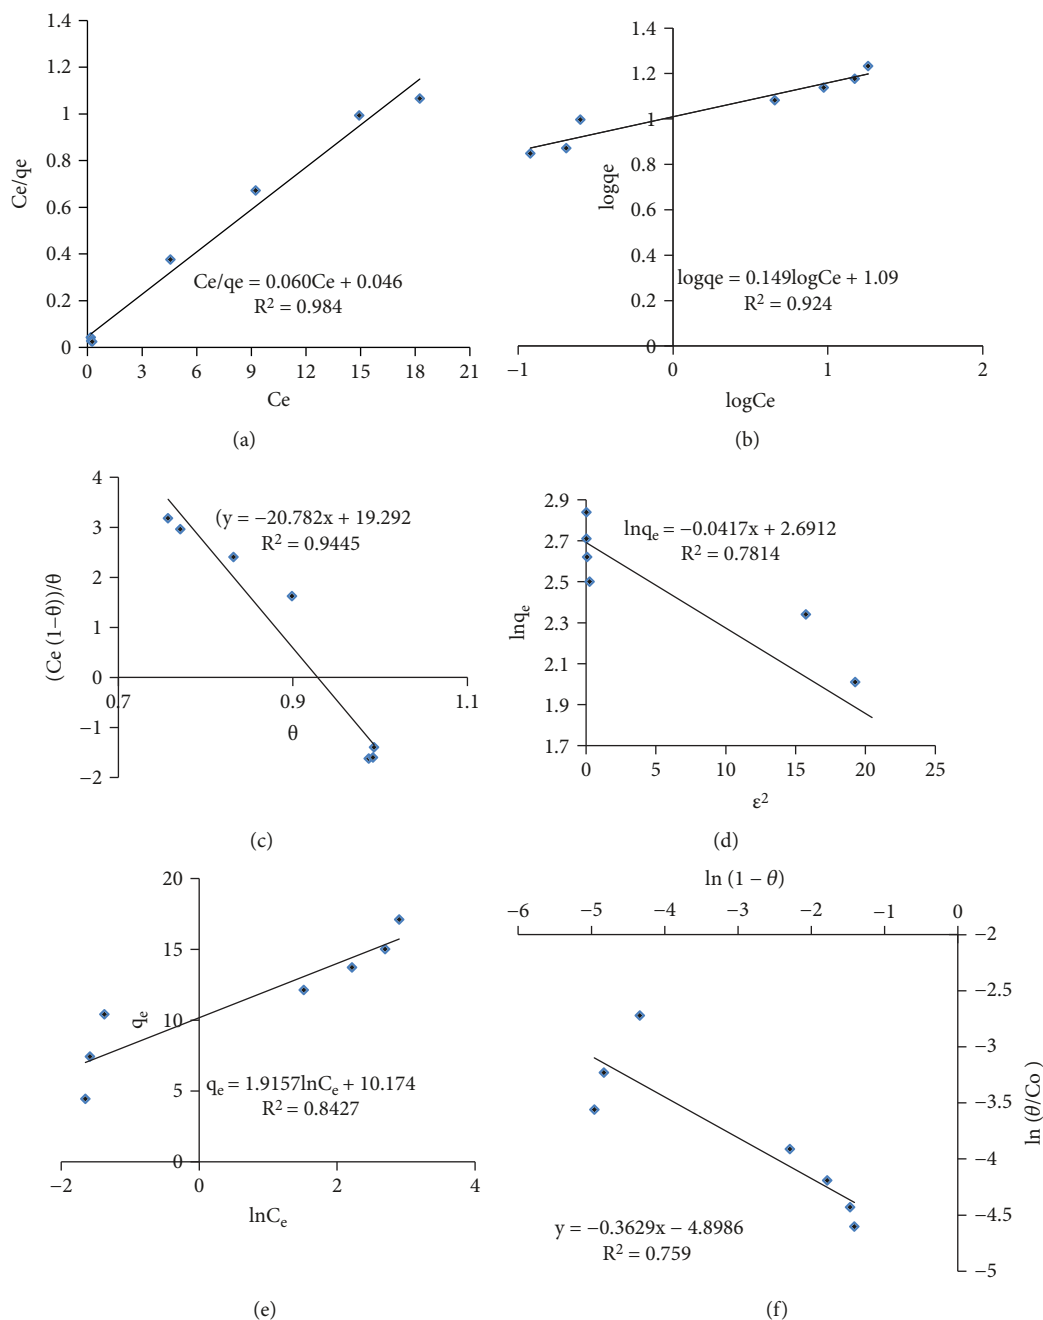 1.4
1.2
1
0.8
0.6
0.4
0.2
0
Ce/qe
Ce/qe = 0.060Ce + 0.046
R² = 0.984
0 3 6 9 12 15 18 21
Ce
(a)
1.4
1.2
1
0.8
0.6
0.4
0.2
0
logqe
logqe = 0.149logCe + 1.09
R² = 0.924
−1 0 1 2
logCe
(b)
4
3
2
1
0
−1
−2
(Ce (1−θ))/θ
(y = −20.782x + 19.292
R² = 0.9445
0.7 0.9 1.1
θ
(c)
2.9
2.7
2.5
2.3
2.1
1.9
1.7
lnqₑ
lnqₑ = −0.0417x + 2.6912
R² = 0.7814
0 5 10 15 20 25
ε²
(d)
20
15
10
5
0
qₑ
qₑ = 1.9157lnCₑ + 10.174
R² = 0.8427
−2 0 2 4
lnCₑ
(e)
ln (1 − θ)
−6 −5 −4 −3 −2 −1 0
−2
−2.5
−3
−3.5
−4
−4.5
−5
ln (θ/Co )
y = −0.3629x − 4.8986
R² = 0.759
(f)